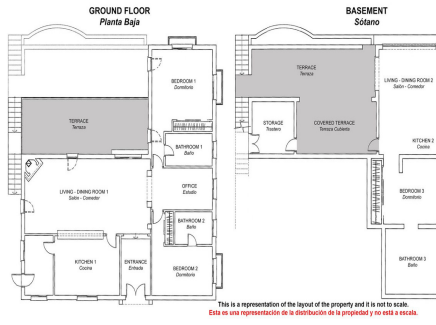 GROUND FLOOR
Planta Baja
BEDROOM 1
Dormitorio
TERRACE
Terraza
BATHROOM 1
Baño
OFFICE
Estudio
LIVING - DINING ROOM 1
Salón - Comedor
BATHROOM 2
Baño
KITCHEN 1
Cocina
ENTRANCE
Entrada
BEDROOM 2
Dormitorio
BASEMENT
Sótano
TERRACE
Terraza
LIVING - DINING ROOM 2
Salón - Comedor
STORAGE
Trastero
COVERED TERRACE
Terraza Cubierta
KITCHEN 2
Cocina
BEDROOM 3
Dormitorio
BATHROOM 3
Baño
This is a representation of the layout of the property and it is not to scale.
Esta es una representación de la distribución de la propiedad y no está a escala.